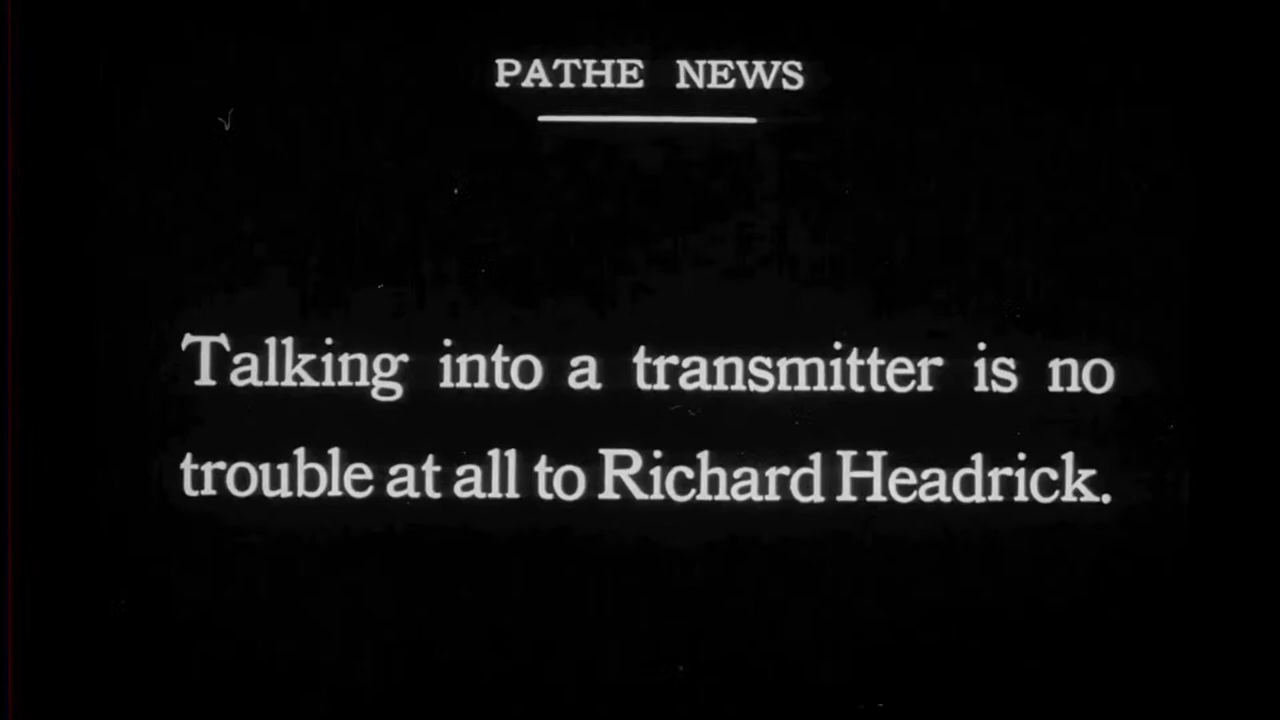 PATHE NEWS
Talking into a transmitter is no
trouble at all to Richard Headrick.